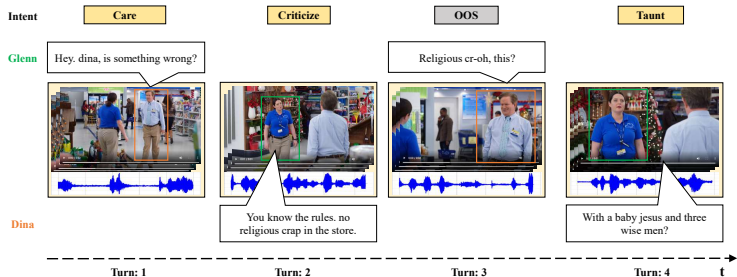 Intent
Care
Criticize
OOS
Taunt
Glenn
Hey. dina, is something wrong?
Religious cr-oh, this?
You know the rules. no
religious crap in the store.
With a baby jesus and three
wise men?
Dina
Turn: 1
Turn: 2
Turn: 3
Turn: 4
t